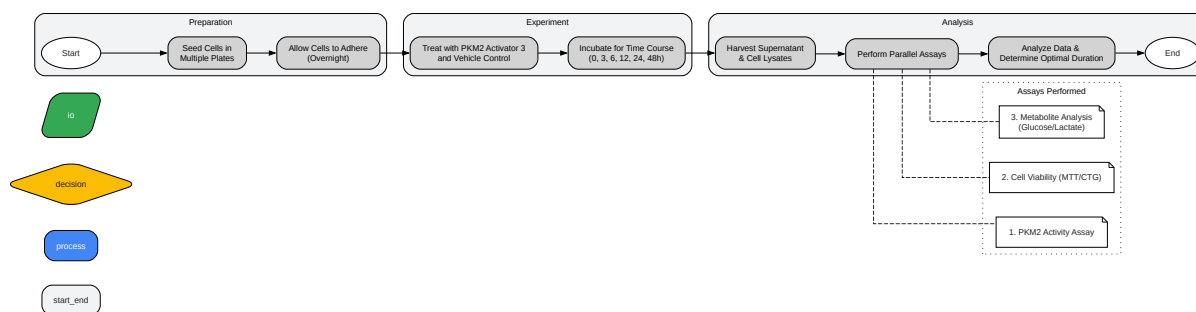 Preparation
Experiment
Analysis
Start
Seed Cells in
Multiple Plates
Allow Cells to Adhere
(Overnight)
Treat with PKM2 Activator 3
and Vehicle Control
Incubate for Time Course
(0, 3, 6, 12, 24, 48h)
Harvest Supernatant
& Cell Lysates
Perform Parallel Assays
Analyze Data &
Determine Optimal Duration
End
Assays Performed
3. Metabolite Analysis
(Glucose/Lactate)
2. Cell Viability (MTT/CTG)
1. PKM2 Activity Assay
io
decision
process
start_end